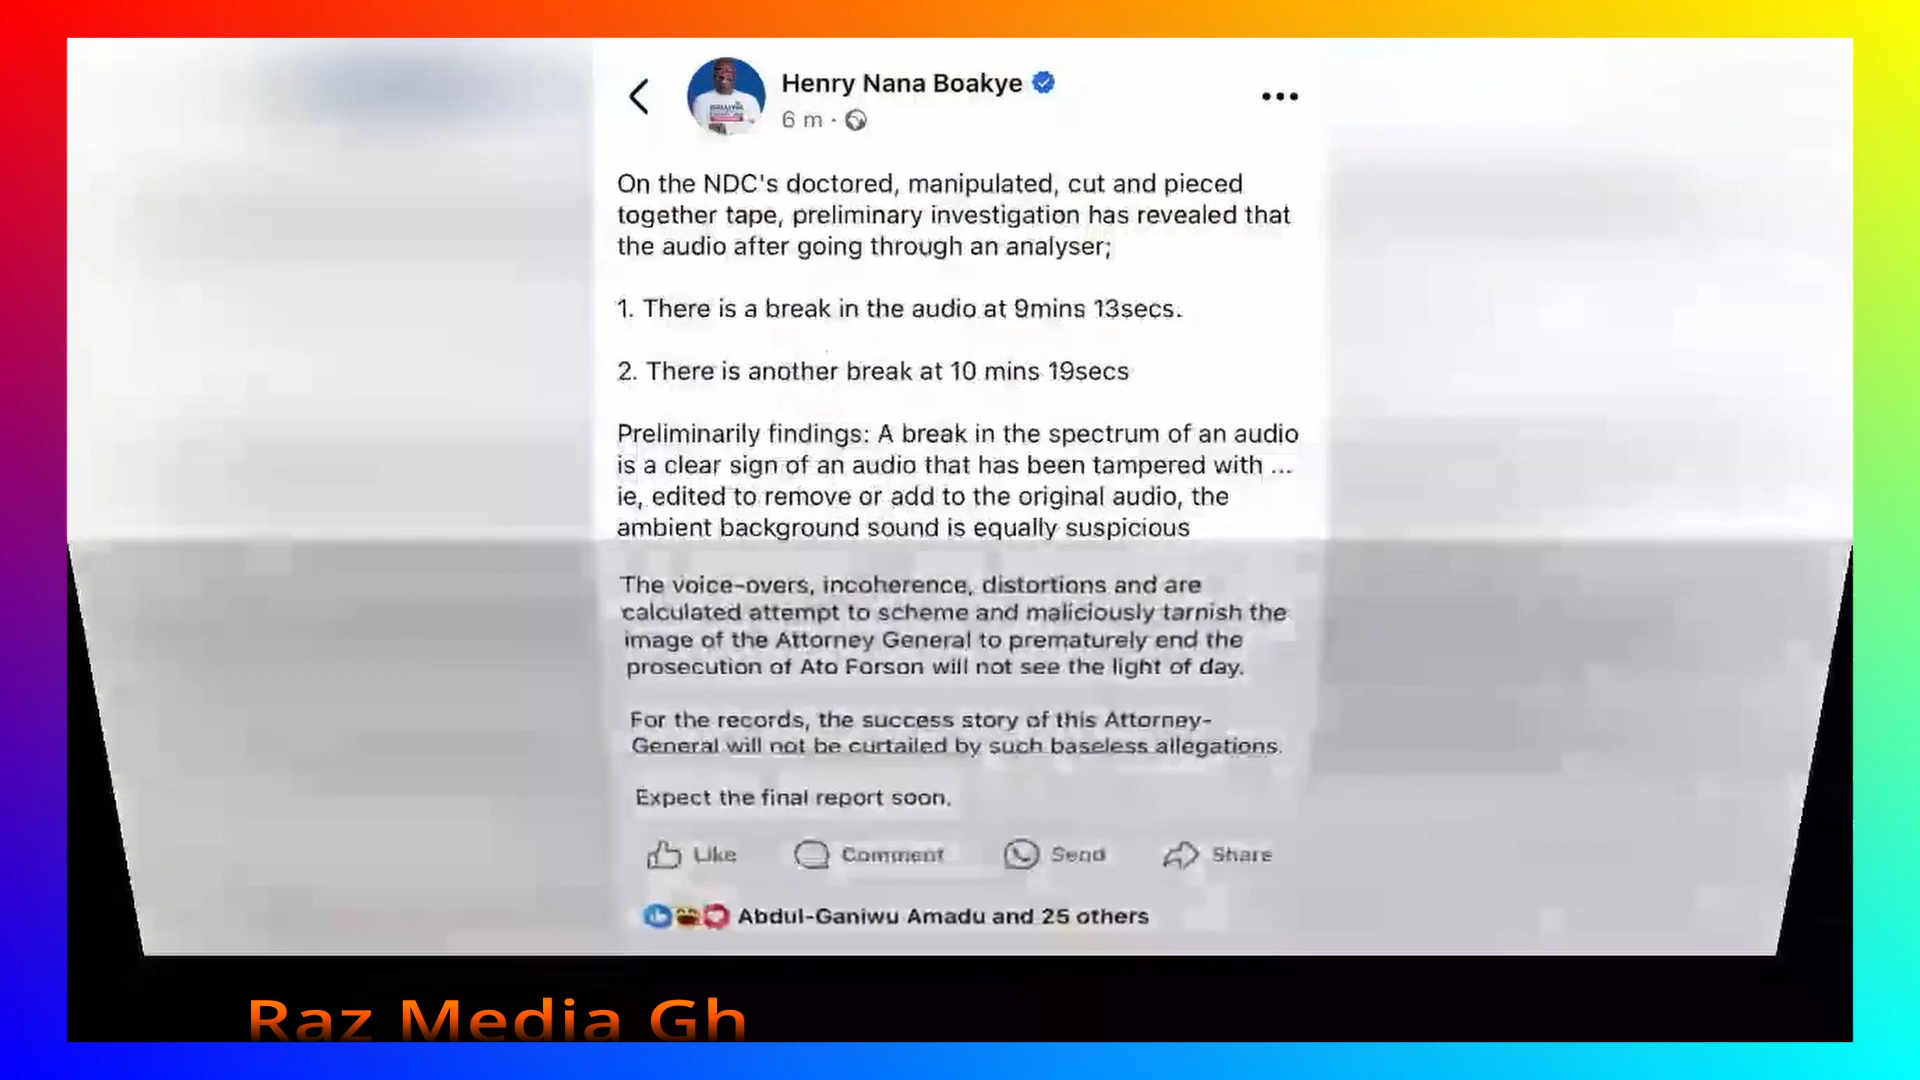 Henry Nana Boakye
6 m ·
On the NDC's doctored, manipulated, cut and pieced
together tape, preliminary investigation has revealed that
the audio after going through an analyser;
1. There is a break in the audio at 9mins 13secs.
2. There is another break at 10 mins 19secs
Preliminarily findings: A break in the spectrum of an audio
is a clear sign of an audio that has been tampered with ...
ie, edited to remove or add to the original audio, the
ambient background sound is equally suspicious
The voice-overs, incoherence, distortions and are
calculated attempt to scheme and maliciously tarnish the
image of the Attorney General to prematurely end the
prosecution of Ato Forson will not see the light of day.
For the records, the success story of this Attorney-
General will not be curtailed by such baseless allegations.
Expect the final report soon.
Like Comment Send Share
Abdul-Ganiwu Amadu and 25 others
Raz Media Gh